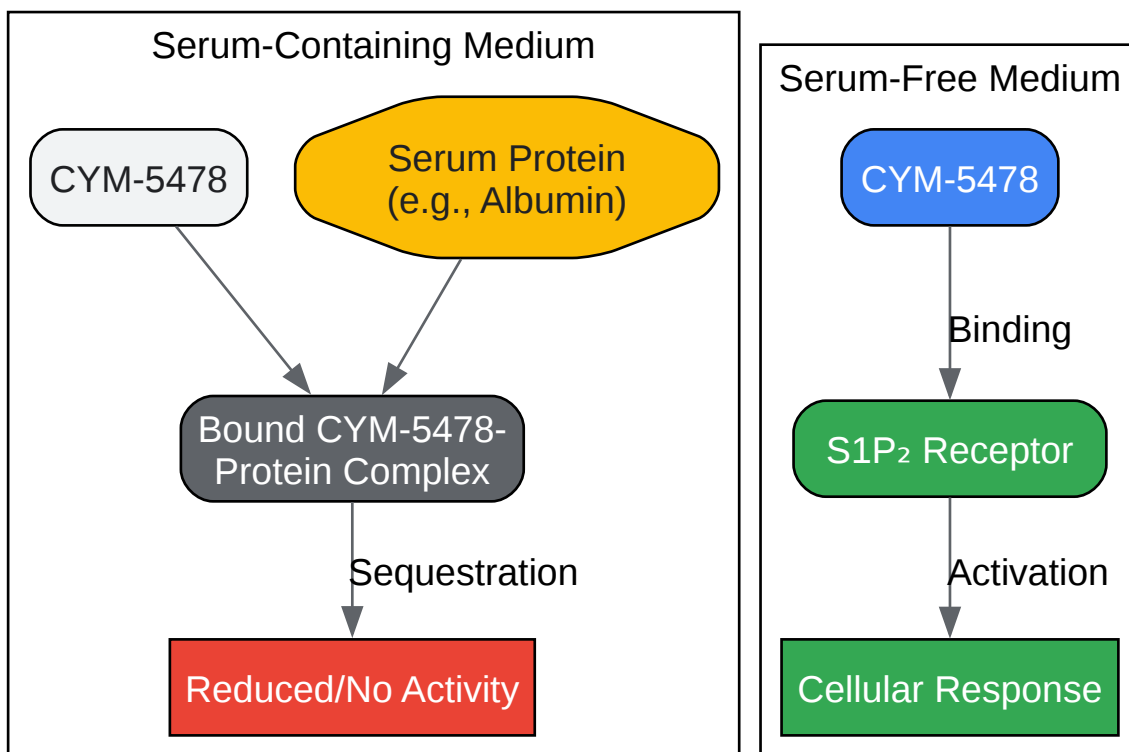 Serum-Containing Medium
CYM-5478
Serum Protein
(e.g., Albumin)
Bound CYM-5478-
Protein Complex
Sequestration
Reduced/No Activity
Serum-Free Medium
CYM-5478
Binding
S1P₂ Receptor
Activation
Cellular Response